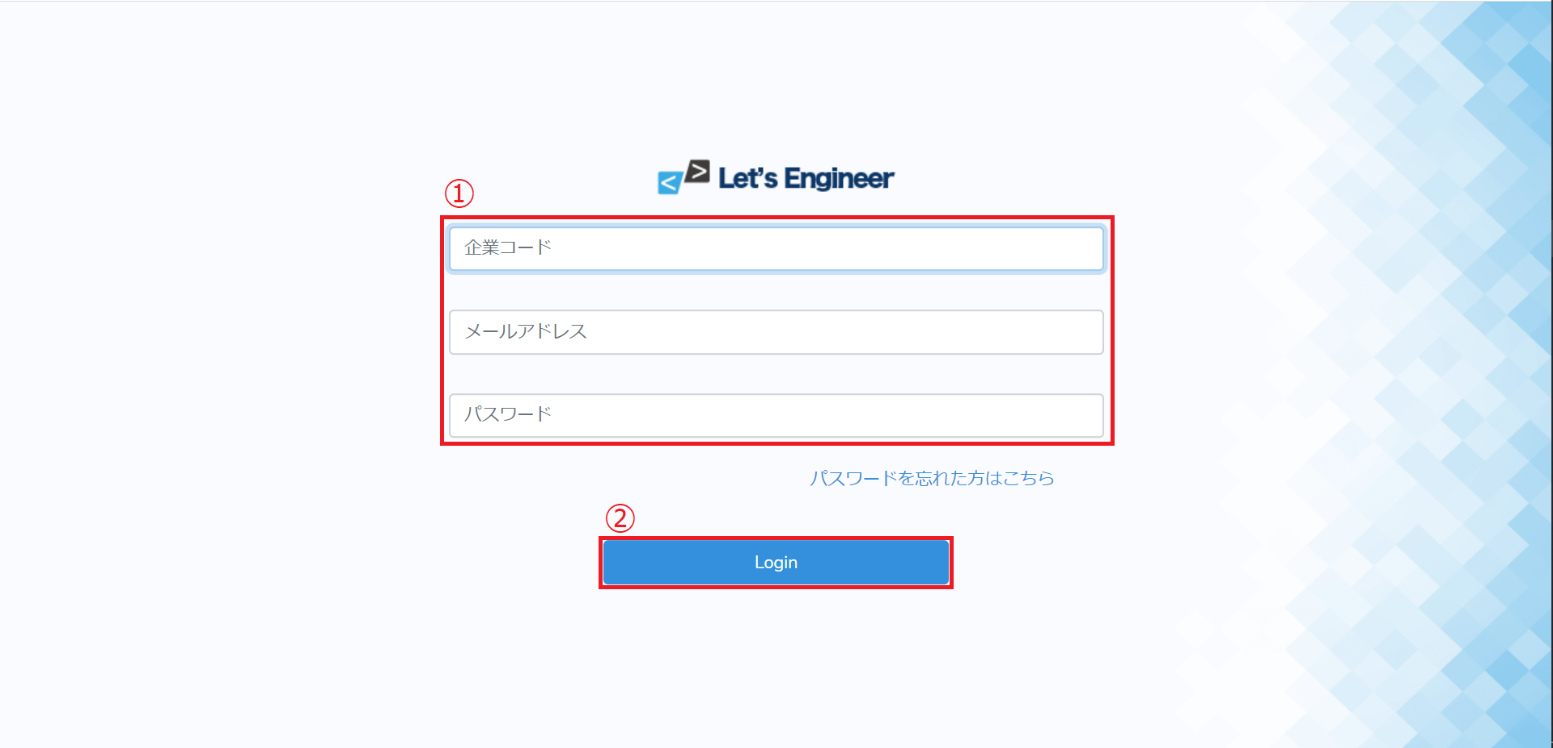 Let's Engineer
①
企業コード
メールアドレス
パスワード
パスワードを忘れた方はこちら
②
Login